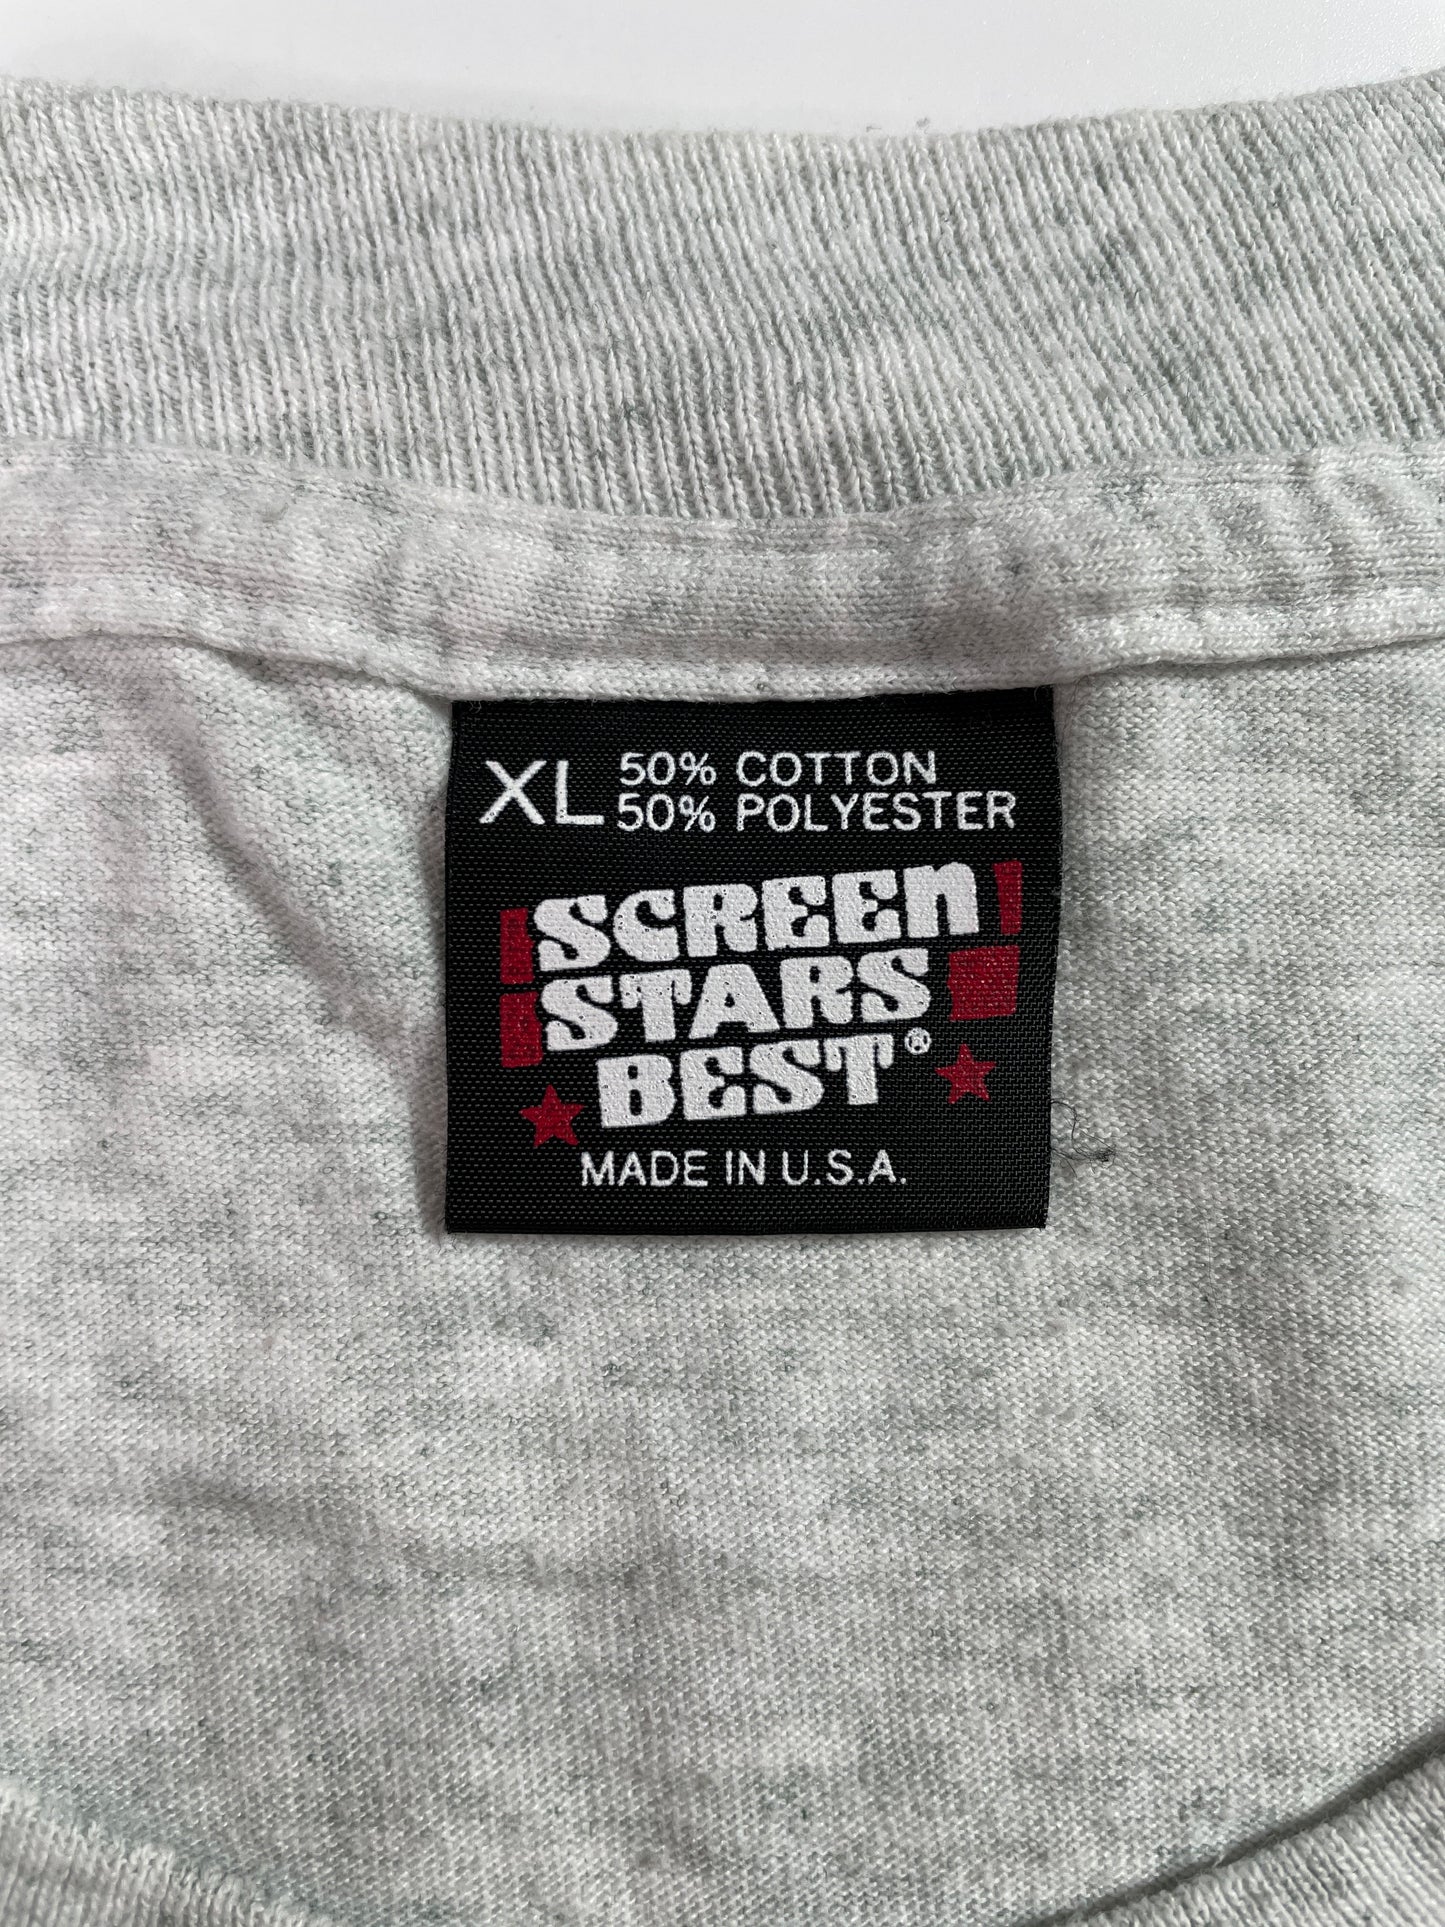 XL 50% COTTON
50% POLYESTER
SCREEN
STARS
BEST®
MADE IN U.S.A.